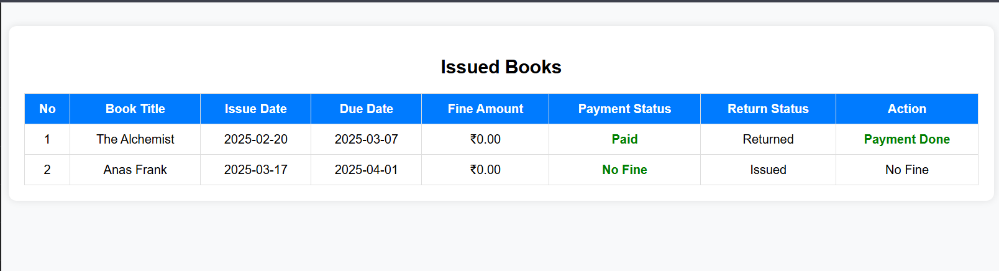 Issued Books
No Book Title Issue Date Due Date Fine Amount Payment Status Return Status Action
1 The Alchemist 2025-02-20 2025-03-07 ₹0.00 Paid Returned Payment Done
2 Anas Frank 2025-03-17 2025-04-01 ₹0.00 No Fine Issued No Fine